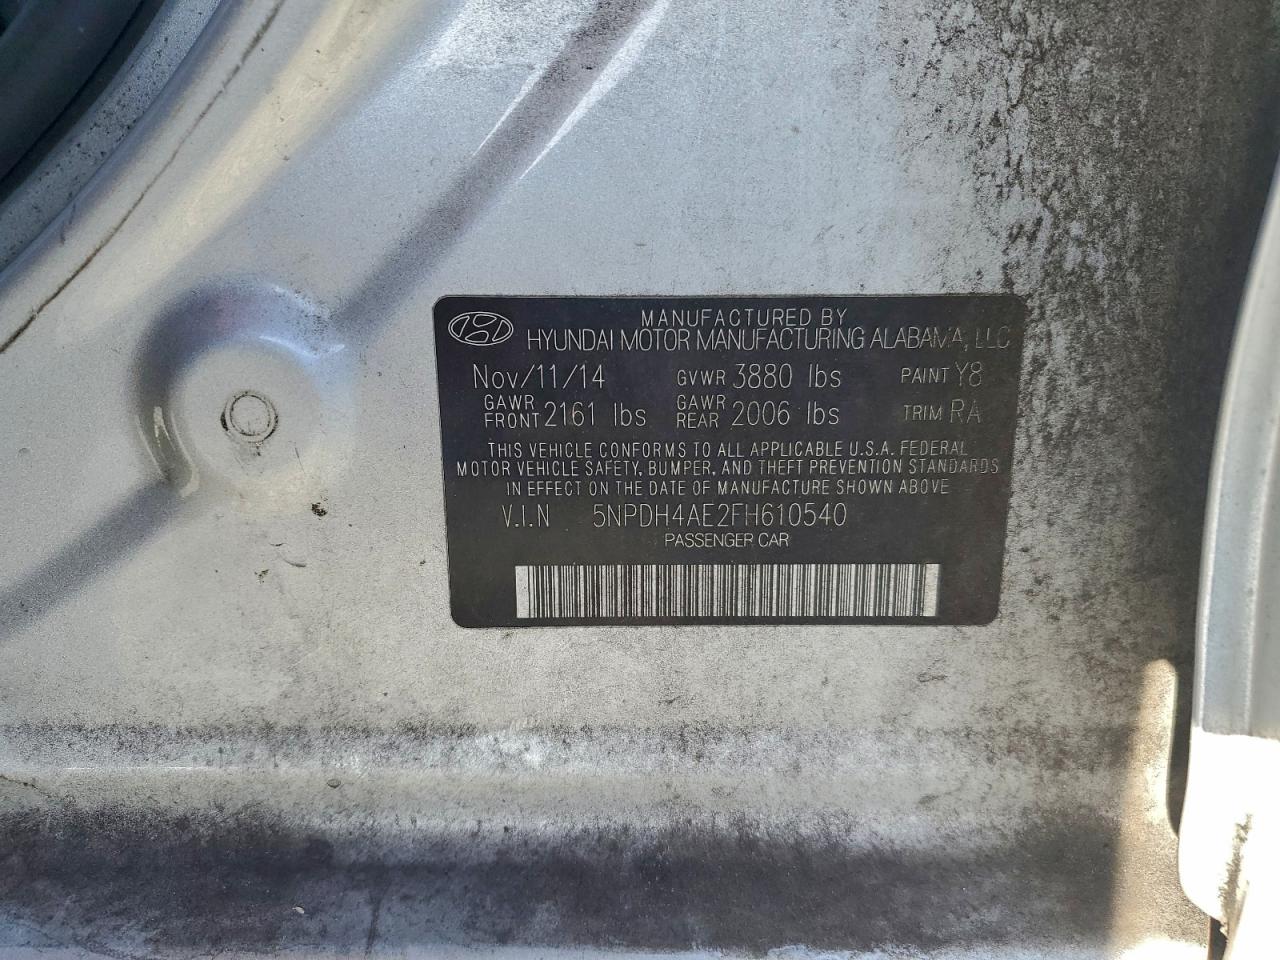 MANUFACTURED BY
HYUNDAI MOTOR MANUFACTURING ALABAMA, LLC
Nov/11/14 GVWR 3880 lbs PAINT Y8
GAWR FRONT 2161 lbs GAWR REAR 2006 lbs TRIM RA
THIS VEHICLE CONFORMS TO ALL APPLICABLE U.S.A. FEDERAL
MOTOR VEHICLE SAFETY, BUMPER, AND THEFT PREVENTION STANDARDS
IN EFFECT ON THE DATE OF MANUFACTURE SHOWN ABOVE
V.I.N 5NPDH4AE2FH610540
PASSENGER CAR